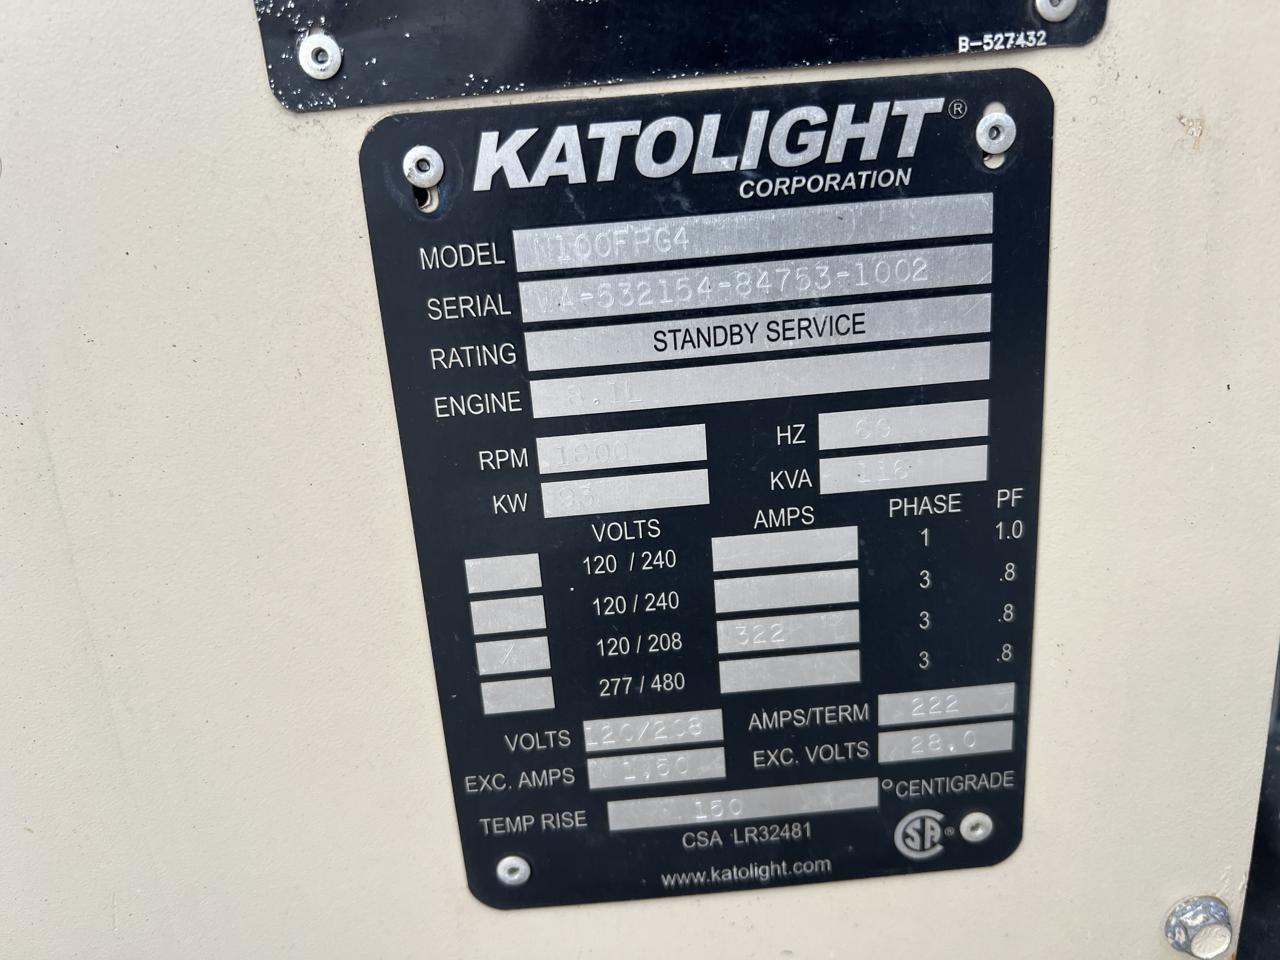 B-527432
KATOLIGHT®
CORPORATION
MODEL N100FPG4
SERIAL WA-532154-84753-1002
RATING STANDBY SERVICE
ENGINE 8.1L
RPM 1800 HZ 60
KW 93 KVA 116
VOLTS AMPS PHASE PF
120 / 240 1 1.0
120 / 240 3 .8
X 120 / 208 322 3 .8
277 / 480 3 .8
VOLTS 120/208 AMPS/TERM 222
EXC. AMPS 1.50 EXC. VOLTS 28.0
TEMP RISE 150 °CENTIGRADE
CSA LR32481
SA ®
www.katolight.com